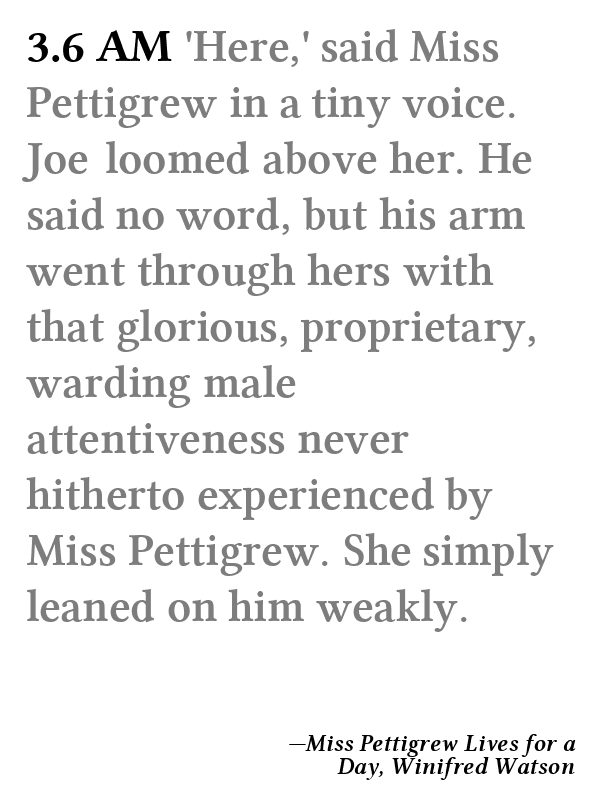 3.6 AM 'Here,' said Miss
Pettigrew in a tiny voice.
Joe loomed above her. He
said no word, but his arm
went through hers with
that glorious, proprietary,
warding male
attentiveness never
hitherto experienced by
Miss Pettigrew. She simply
leaned on him weakly.
—Miss Pettigrew Lives for a
Day, Winifred Watson